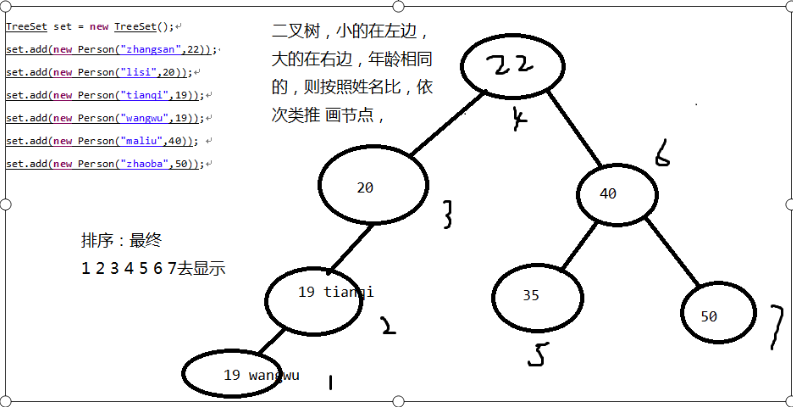 TreeSet set = new TreeSet();
set.add(new Person("zhangsan",22));
set.add(new Person("lisi",20));
set.add(new Person("tianqi",19));
set.add(new Person("wangwu",19));
set.add(new Person("maliu",40));
set.add(new Person("zhaoba",50));
二叉树，小的在左边，
大的在右边，年龄相同
的，则按照姓名比，依
次类推 画节点，
22
4
20
3
40
6
19 tianqi
2
35
5
50
7
19 wangwu
1
排序：最终
1 2 3 4 5 6 7去显示